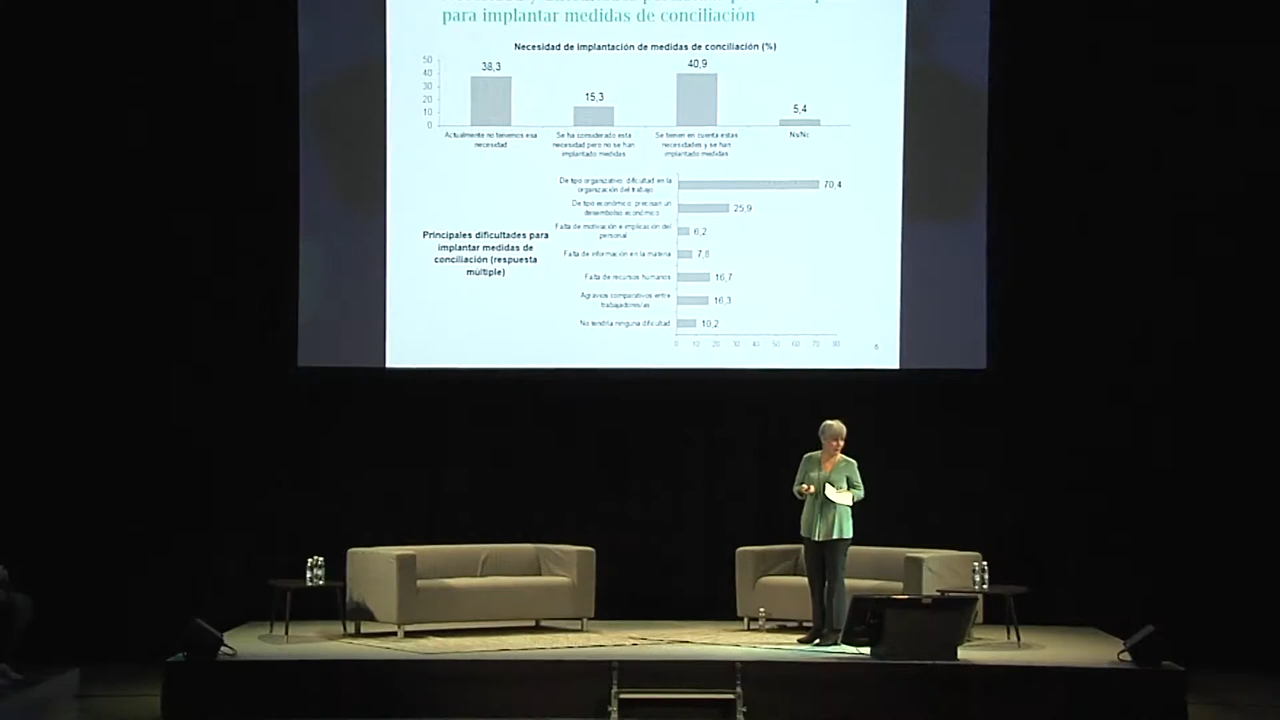 para implantar medidas de conciliación
Necesidad de implantación de medidas de conciliación (%)
50
40
30
20
10
0
38,3
15,3
40,9
5,4
Actualmente no tenemos esa
necesidad
Se ha considerado esta
necesidad pero no se han
implantado medidas
Se tienen en cuenta estas
necesidades y se han
implantado medidas
Ns/Nc
Principales dificultades para
implantar medidas de
conciliación (respuesta
múltiple)
De tipo organizativo: dificultad en la
organización del trabajo
70,4
De tipo económico: precisan un
desembolso económico
25,9
Falta de motivación e implicación del
personal
6,2
Falta de información en la materia
7,8
Falta de recursos humanos
16,7
Agravios comparativos entre
trabajadores/as
16,3
No tendría ninguna dificultad
10,2
0 10 20 30 40 50 60 70 80
6